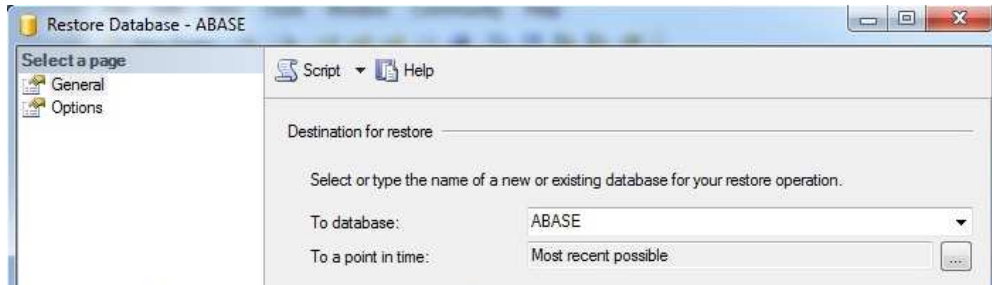 Restore Database - ABASE
Select a page
General
Options
Script
Help
Destination for restore
Select or type the name of a new or existing database for your restore operation.
To database:
ABASE
To a point in time:
Most recent possible
...